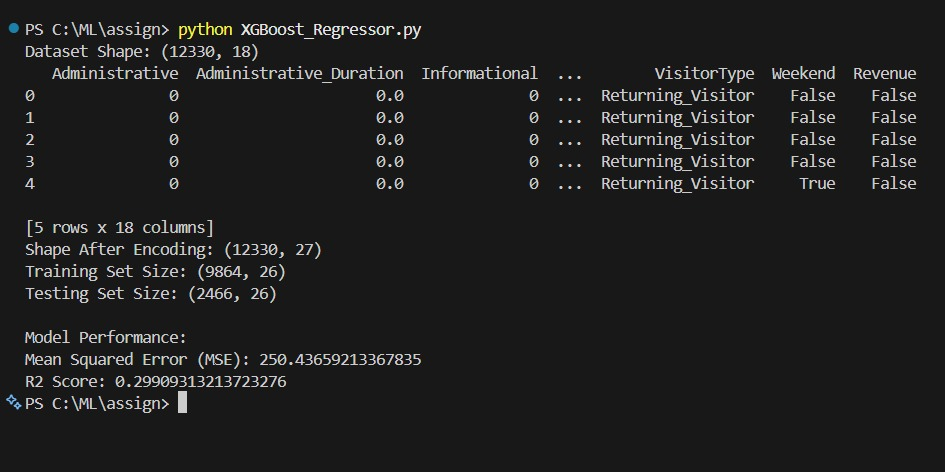 PS C:\ML\assign> python XGBoost_Regressor.py
Dataset Shape: (12330, 18)
   Administrative  Administrative_Duration  Informational  ...        VisitorType  Weekend  Revenue
0               0                      0.0              0  ...  Returning_Visitor    False    False
1               0                      0.0              0  ...  Returning_Visitor    False    False
2               0                      0.0              0  ...  Returning_Visitor    False    False
3               0                      0.0              0  ...  Returning_Visitor    False    False
4               0                      0.0              0  ...  Returning_Visitor     True    False
[5 rows x 18 columns]
Shape After Encoding: (12330, 27)
Training Set Size: (9864, 26)
Testing Set Size: (2466, 26)
Model Performance:
Mean Squared Error (MSE): 250.43659213367835
R2 Score: 0.29909313213723276
PS C:\ML\assign>